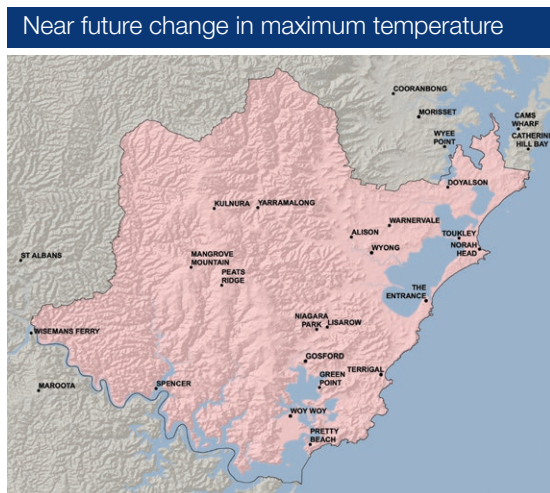 Near future change in maximum temperature
COORANBONG
MORISSET
CAMS
WHARF
CATHERINE
HILL BAY
WYEE
POINT
DOYALSON
KULNURA
YARRAMALONG
WARNERVALE
ALISON
TOUKLEY
WYONG
NORAH
HEAD
ST ALBANS
MANGROVE
MOUNTAIN
PEATS
RIDGE
THE
ENTRANCE
NIAGARA
PARK
LISAROW
WISEMANS FERRY
GOSFORD
GREEN
POINT
TERRIGAL
MAROOTA
SPENCER
WOY WOY
PRETTY
BEACH